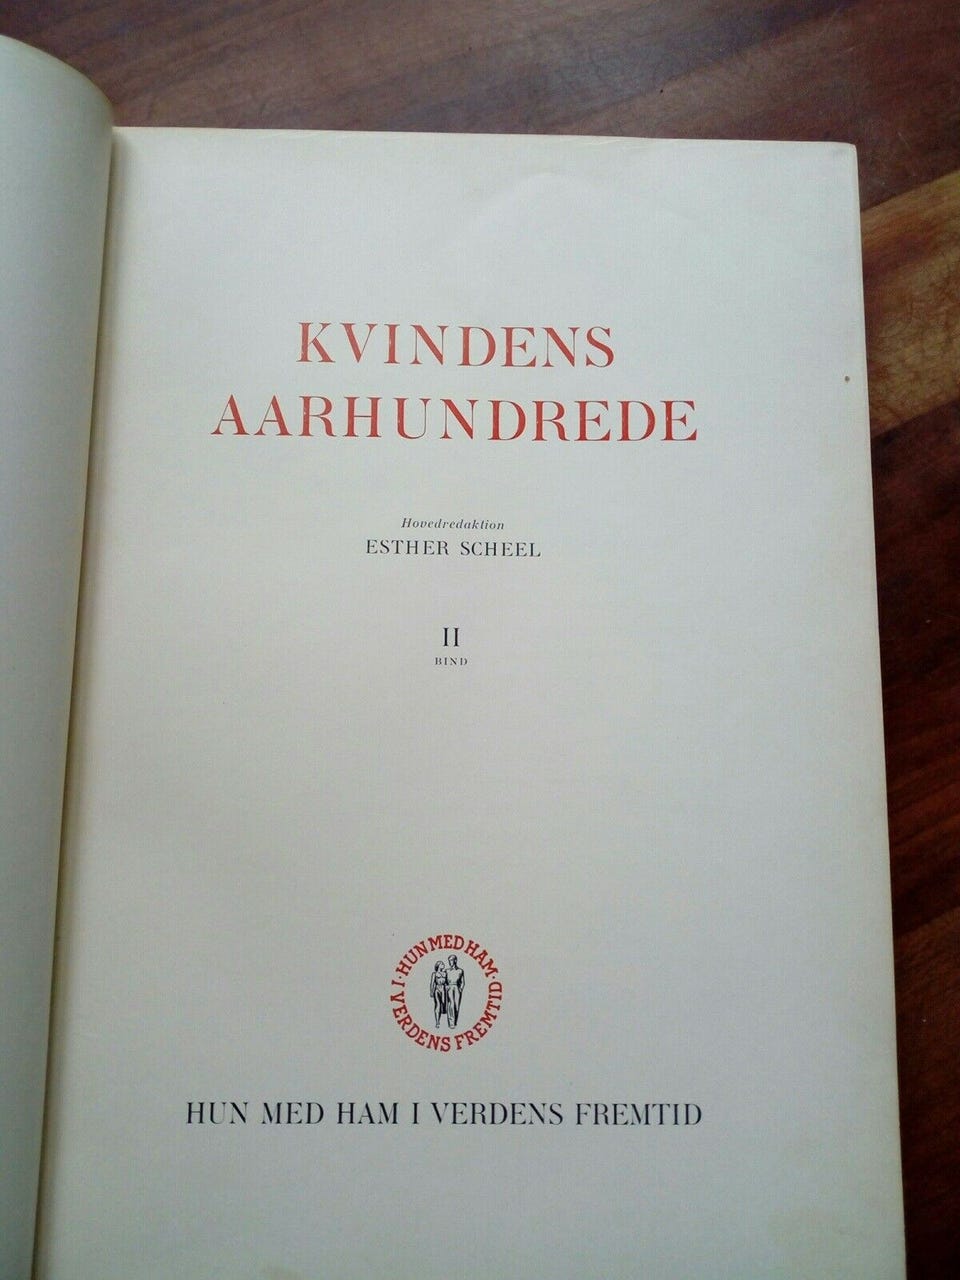 KVINDENS
AARHUNDREDE
Hovedredaktion
ESTHER SCHEEL
II
BIND
· HUN MED HAM · I VERDENS FREMTID
HUN MED HAM I VERDENS FREMTID